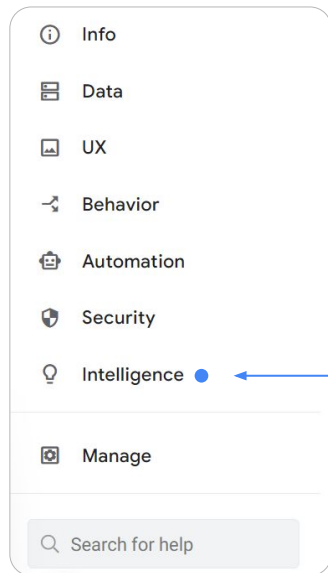 Info
Data
UX
Behavior
Automation
Security
Intelligence
Manage
Search for help